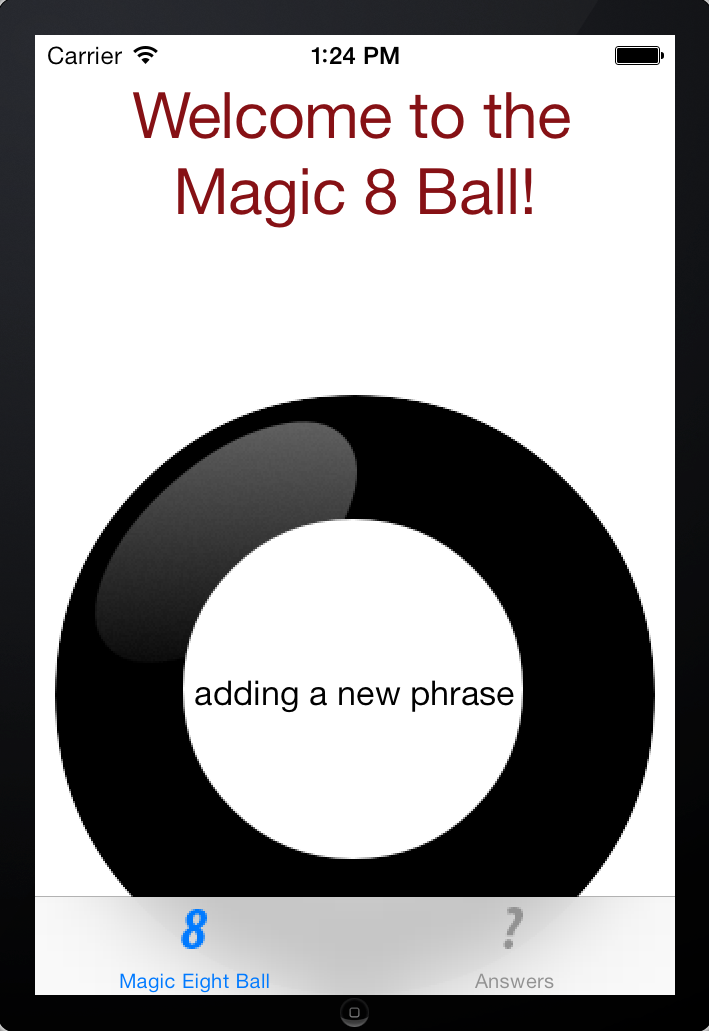 Carrier 1:24 PM
Welcome to the
Magic 8 Ball!
adding a new phrase
8 ?
Magic Eight Ball Answers